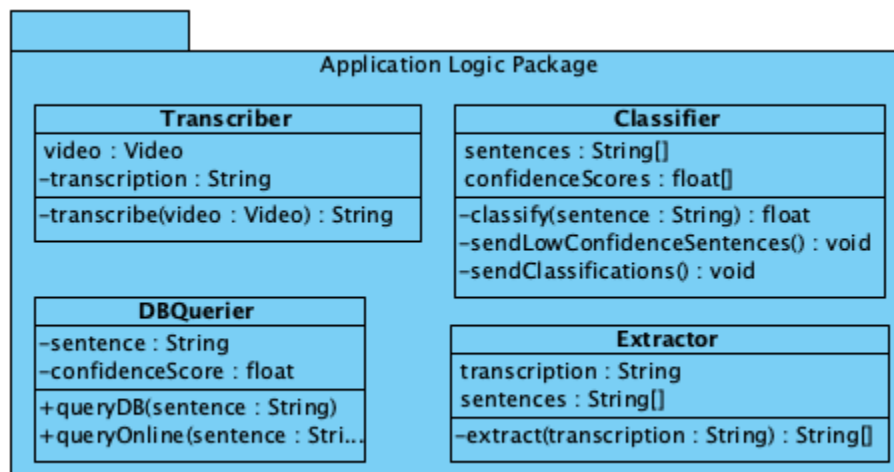 Application Logic Package
Transcriber
video : Video
-transcription : String
-transcribe(video : Video) : String
Classifier
sentences : String[]
confidenceScores : float[]
-classify(sentence : String) : float
-sendLowConfidenceSentences() : void
-sendClassifications() : void
DBQuerier
-sentence : String
-confidenceScore : float
+queryDB(sentence : String)
+queryOnline(sentence : Stri...
Extractor
transcription : String
sentences : String[]
-extract(transcription : String) : String[]